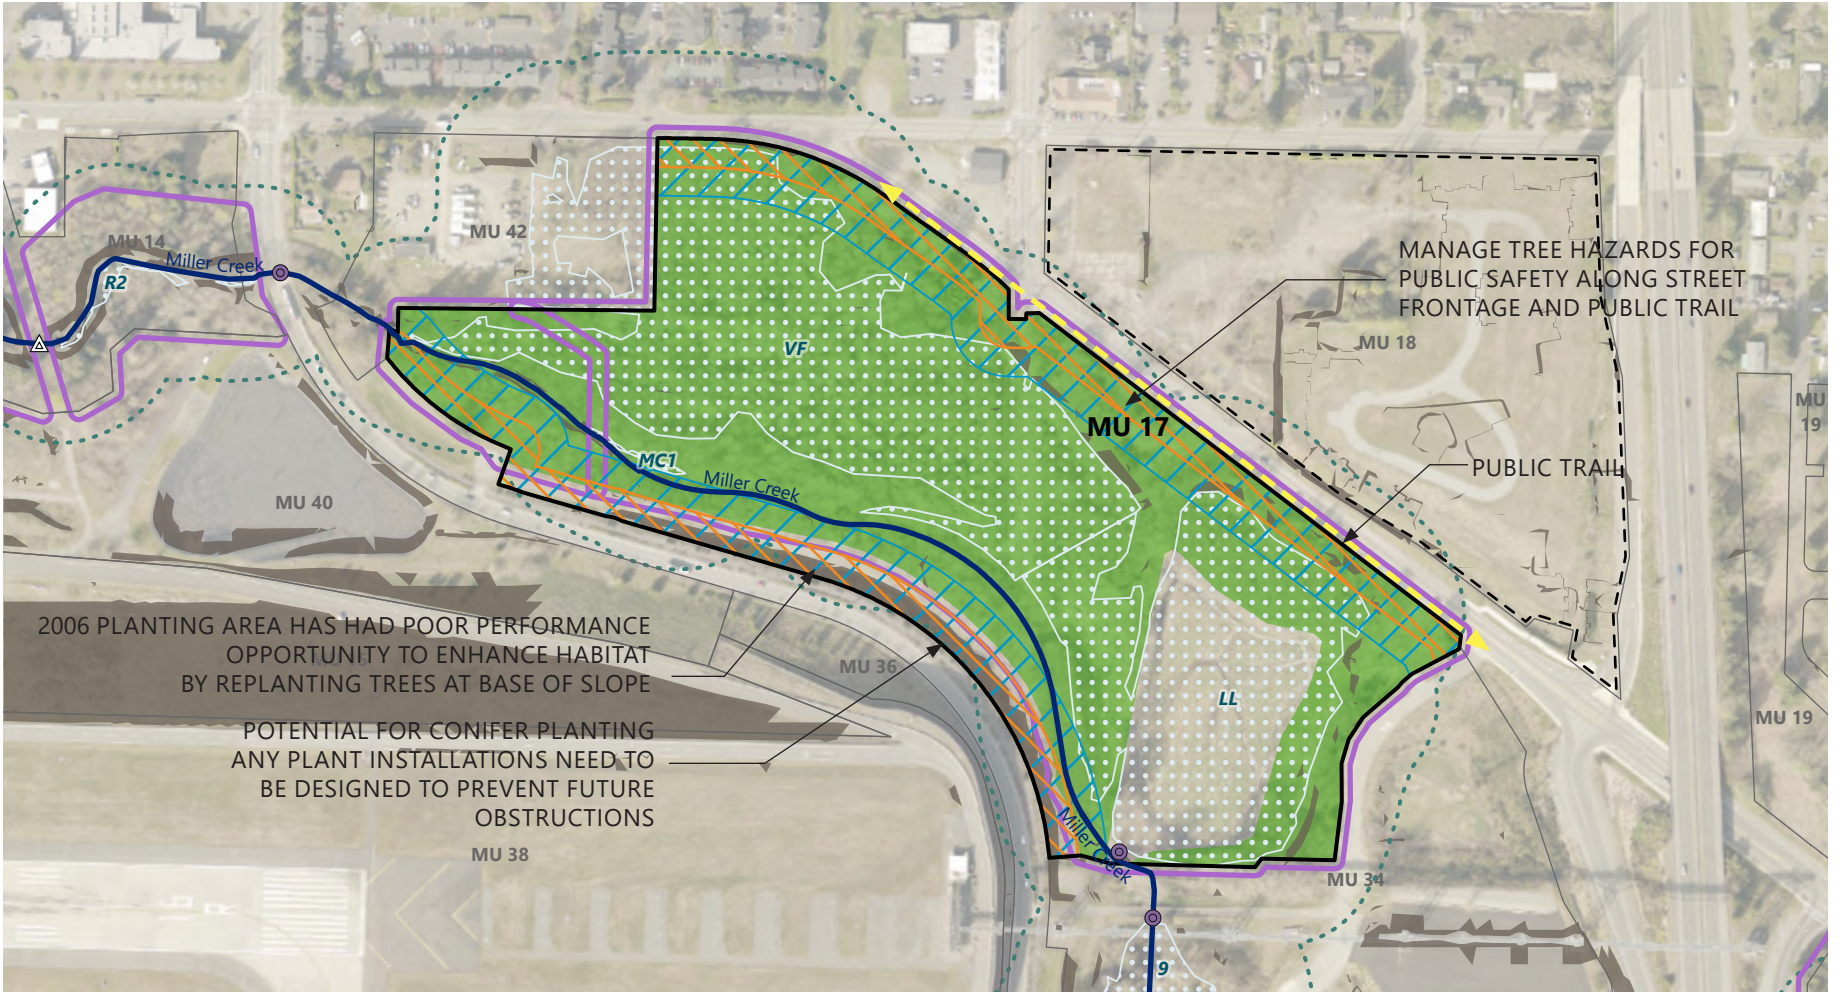 MU 42
MU 14
Miller Creek
R2
MANAGE TREE HAZARDS FOR
PUBLIC SAFETY ALONG STREET
FRONTAGE AND PUBLIC TRAIL
MU 18
VF
MU
19
MU 17
MC1
PUBLIC TRAIL
Miller Creek
MU 40
2006 PLANTING AREA HAS HAD POOR PERFORMANCE
OPPORTUNITY TO ENHANCE HABITAT
BY REPLANTING TREES AT BASE OF SLOPE
MU 36
LL
MU 19
POTENTIAL FOR CONIFER PLANTING
ANY PLANT INSTALLATIONS NEED TO
BE DESIGNED TO PREVENT FUTURE
OBSTRUCTIONS
Miller Creek
MU 38
MU 34
9